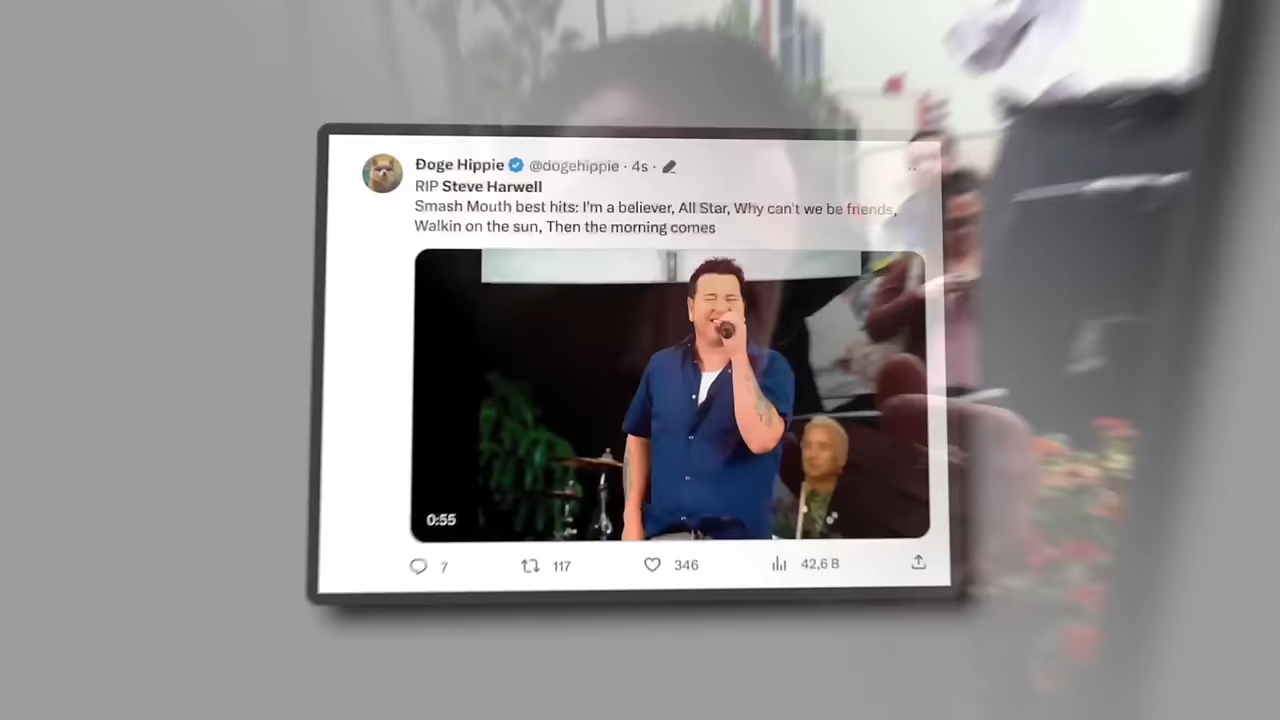 Ðoge Hippie @dogehippie · 4s ·
RIP Steve Harwell
Smash Mouth best hits: I'm a believer, All Star, Why can't we be friends,
Walkin on the sun, Then the morning comes
0:55
7 117 346 42,6 B